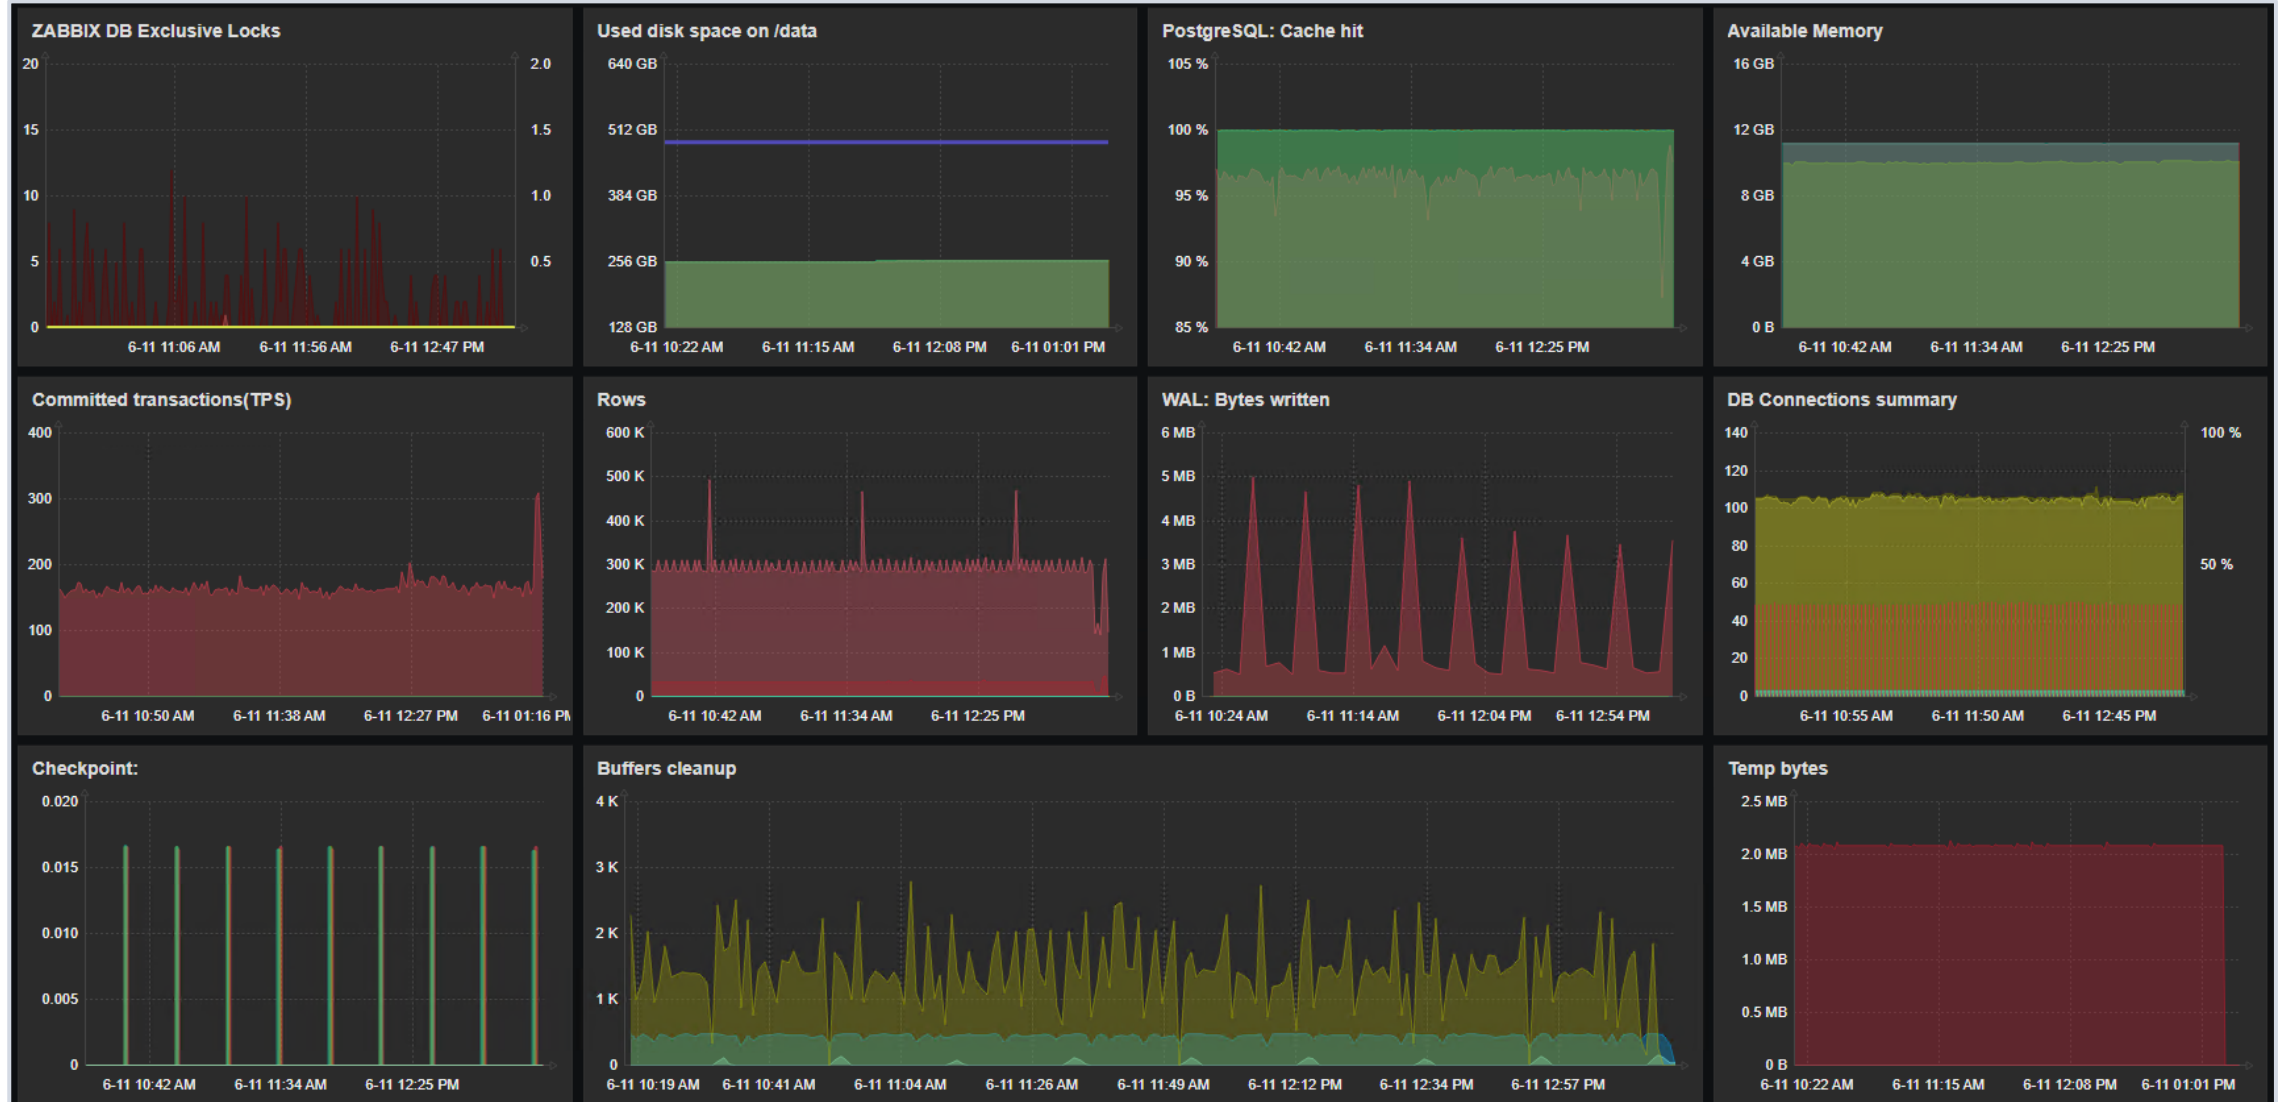 ZABBIX DB Exclusive Locks
20
15
10
5
0
2.0
1.5
1.0
0.5
6-11 11:06 AM 6-11 11:56 AM 6-11 12:47 PM
Used disk space on /data
640 GB
512 GB
384 GB
256 GB
128 GB
6-11 10:22 AM 6-11 11:15 AM 6-11 12:08 PM 6-11 01:01 PM
PostgreSQL: Cache hit
105 %
100 %
95 %
90 %
85 %
6-11 10:42 AM 6-11 11:34 AM 6-11 12:25 PM
Available Memory
16 GB
12 GB
8 GB
4 GB
0 B
6-11 10:42 AM 6-11 11:34 AM 6-11 12:25 PM
Committed transactions(TPS)
400
300
200
100
0
6-11 10:50 AM 6-11 11:38 AM 6-11 12:27 PM 6-11 01:16 PM
Rows
600 K
500 K
400 K
300 K
200 K
100 K
0
6-11 10:42 AM 6-11 11:34 AM 6-11 12:25 PM
WAL: Bytes written
6 MB
5 MB
4 MB
3 MB
2 MB
1 MB
0 B
6-11 10:24 AM 6-11 11:14 AM 6-11 12:04 PM 6-11 12:54 PM
DB Connections summary
140
120
100
80
60
40
20
0
100 %
50 %
6-11 10:55 AM 6-11 11:50 AM 6-11 12:45 PM
Checkpoint:
0.020
0.015
0.010
0.005
0
6-11 10:42 AM 6-11 11:34 AM 6-11 12:25 PM
Buffers cleanup
4 K
3 K
2 K
1 K
0
6-11 10:19 AM 6-11 10:41 AM 6-11 11:04 AM 6-11 11:26 AM 6-11 11:49 AM 6-11 12:12 PM 6-11 12:34 PM 6-11 12:57 PM
Temp bytes
2.5 MB
2.0 MB
1.5 MB
1.0 MB
0.5 MB
0 B
6-11 10:22 AM 6-11 11:15 AM 6-11 12:08 PM 6-11 01:01 PM